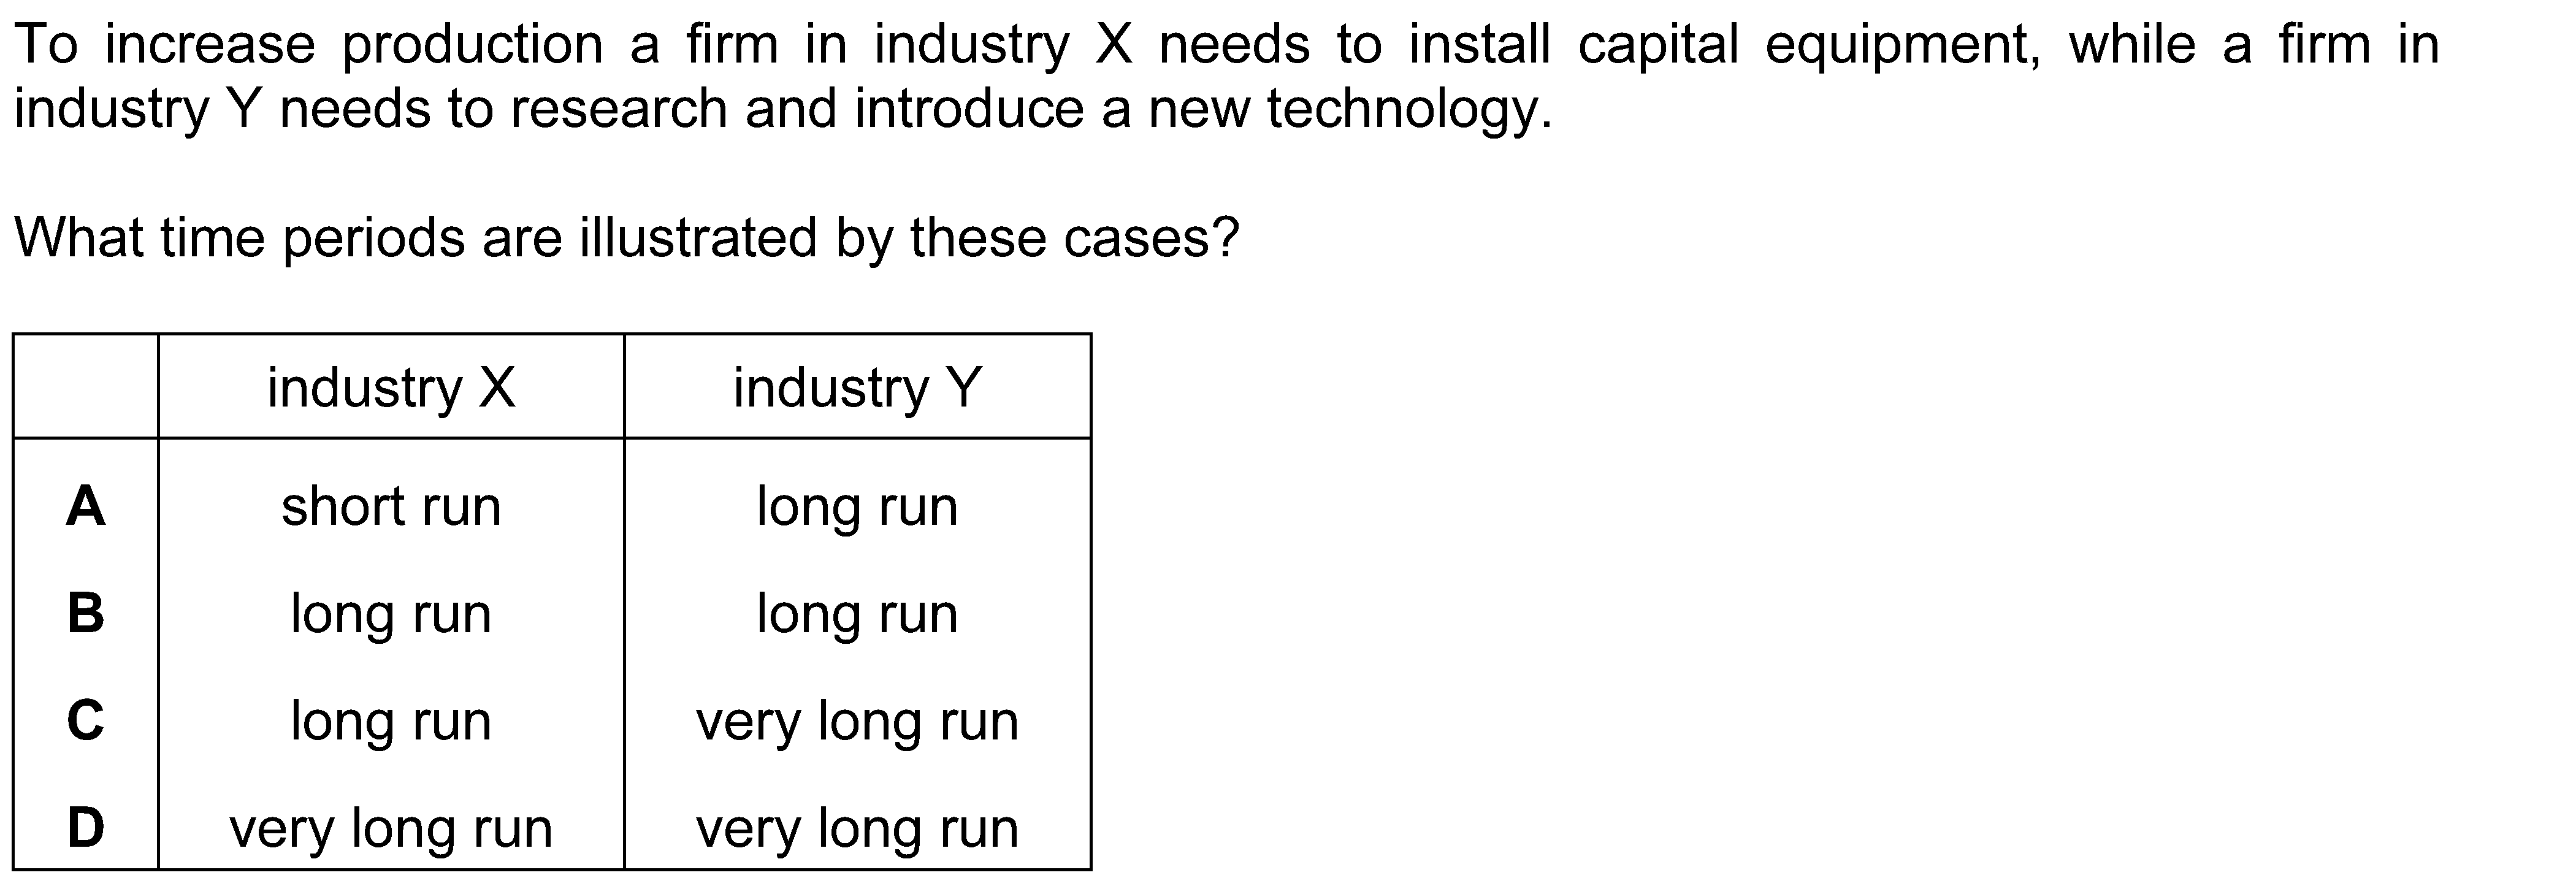 To increase production a firm in industry X needs to install capital equipment, while a firm in
industry Y needs to research and introduce a new technology.
What time periods are illustrated by these cases?
industry X industry Y
A short run long run
B long run long run
C long run very long run
D very long run very long run